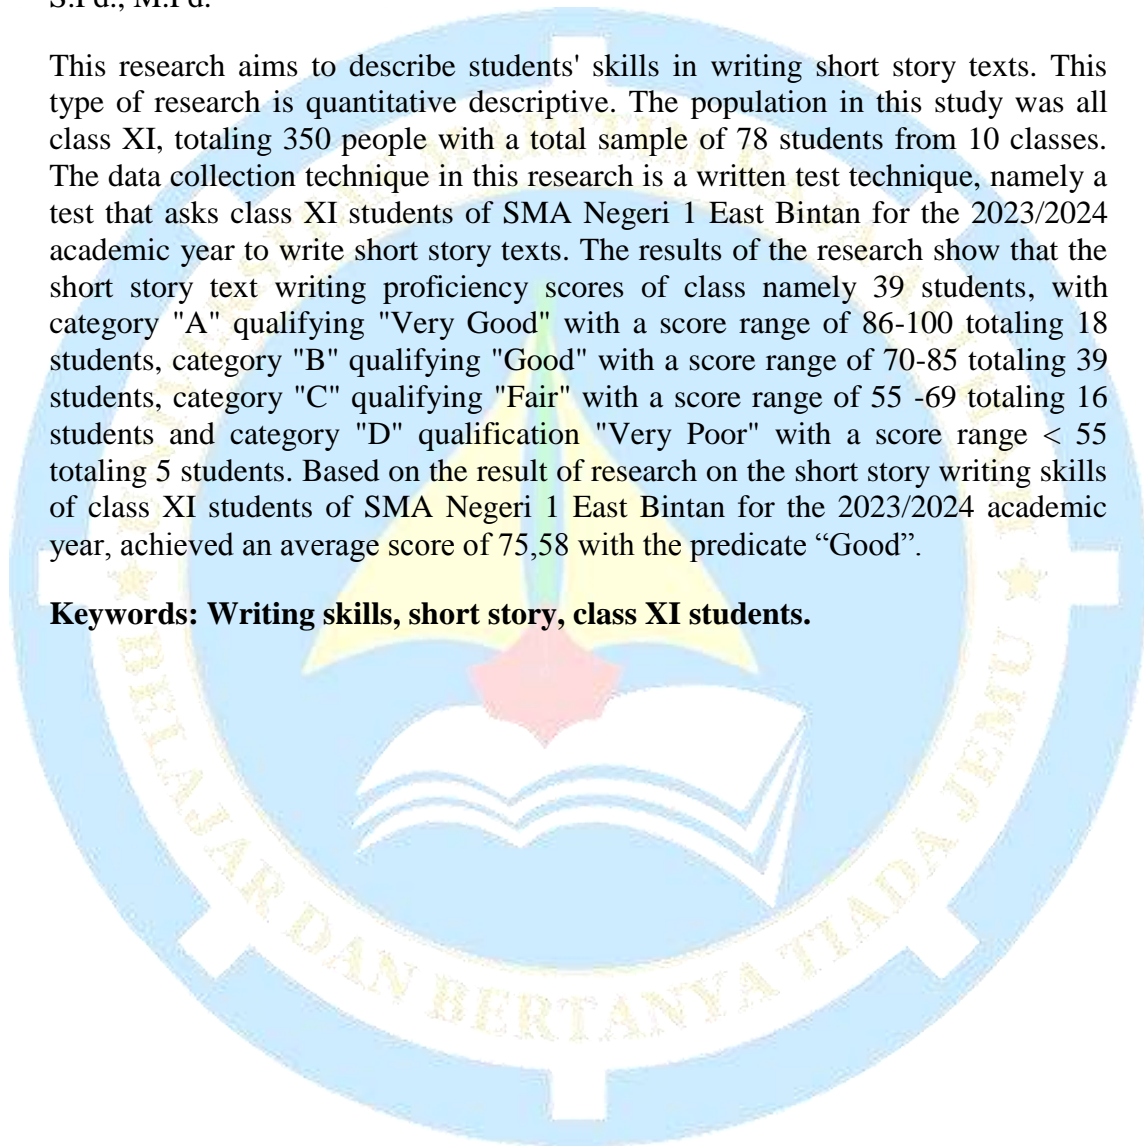 S.Pd., M.Pd.
This research aims to describe students' skills in writing short story texts. This
type of research is quantitative descriptive. The population in this study was all
class XI, totaling 350 people with a total sample of 78 students from 10 classes.
The data collection technique in this research is a written test technique, namely a
test that asks class XI students of SMA Negeri 1 East Bintan for the 2023/2024
academic year to write short story texts. The results of the research show that the
short story text writing proficiency scores of class namely 39 students, with
category "A" qualifying "Very Good" with a score range of 86-100 totaling 18
students, category "B" qualifying "Good" with a score range of 70-85 totaling 39
students, category "C" qualifying "Fair" with a score range of 55 -69 totaling 16
students and category "D" qualification "Very Poor" with a score range < 55
totaling 5 students. Based on the result of research on the short story writing skills
of class XI students of SMA Negeri 1 East Bintan for the 2023/2024 academic
year, achieved an average score of 75,58 with the predicate “Good”.
Keywords: Writing skills, short story, class XI students.
BELAJAR DAN BERTANYA TIADA JEMU